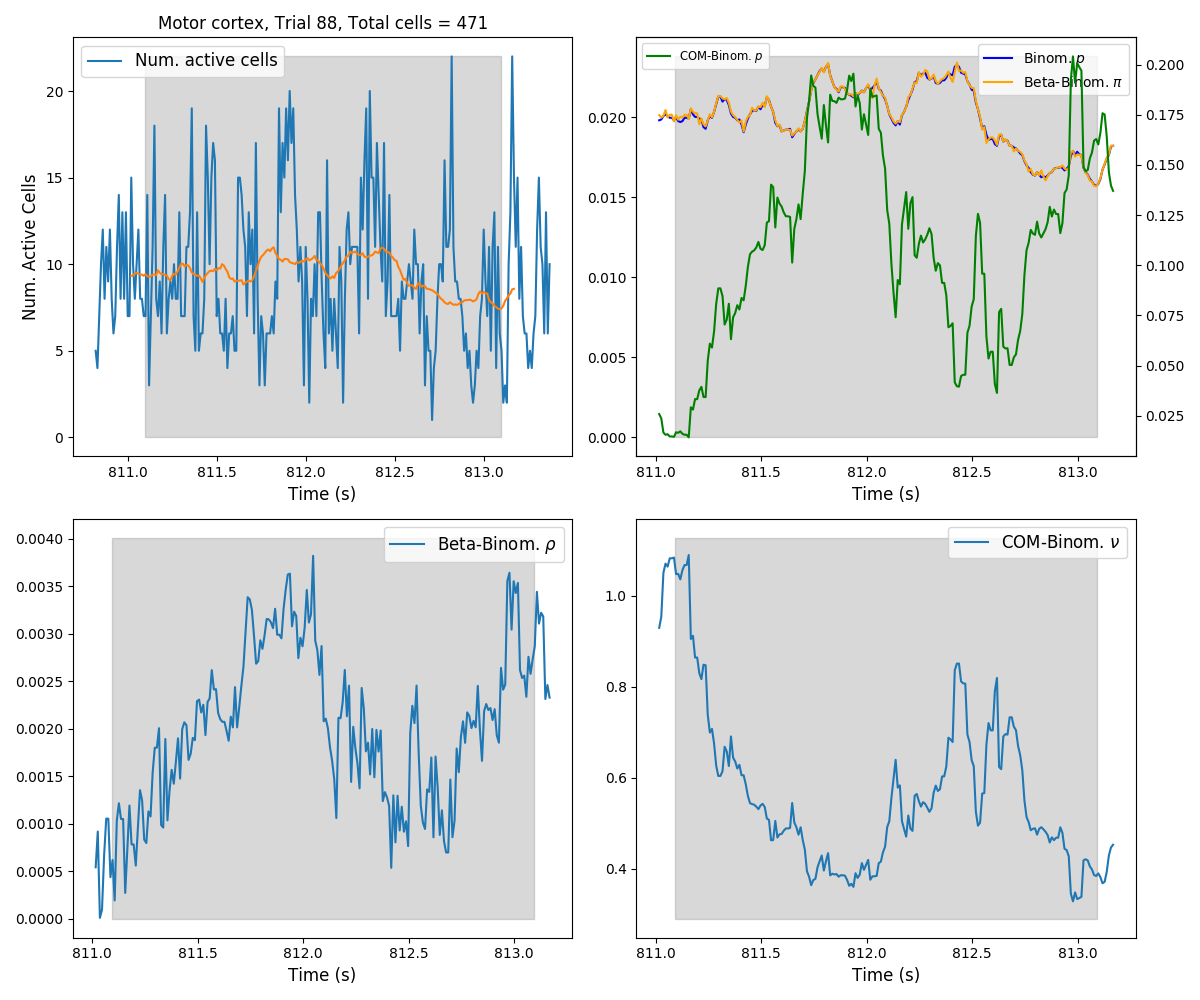 Motor cortex, Trial 88, Total cells = 471
Num. active cells
Num. Active Cells
20
15
10
5
0
811.0 811.5 812.0 812.5 813.0
Time (s)
COM-Binom. p
Binom. p
Beta-Binom. π
0.020
0.015
0.010
0.005
0.000
0.200
0.175
0.150
0.125
0.100
0.075
0.050
0.025
811.0 811.5 812.0 812.5 813.0
Time (s)
Beta-Binom. ρ
0.0040
0.0035
0.0030
0.0025
0.0020
0.0015
0.0010
0.0005
0.0000
811.0 811.5 812.0 812.5 813.0
Time (s)
COM-Binom. ν
1.0
0.8
0.6
0.4
811.0 811.5 812.0 812.5 813.0
Time (s)